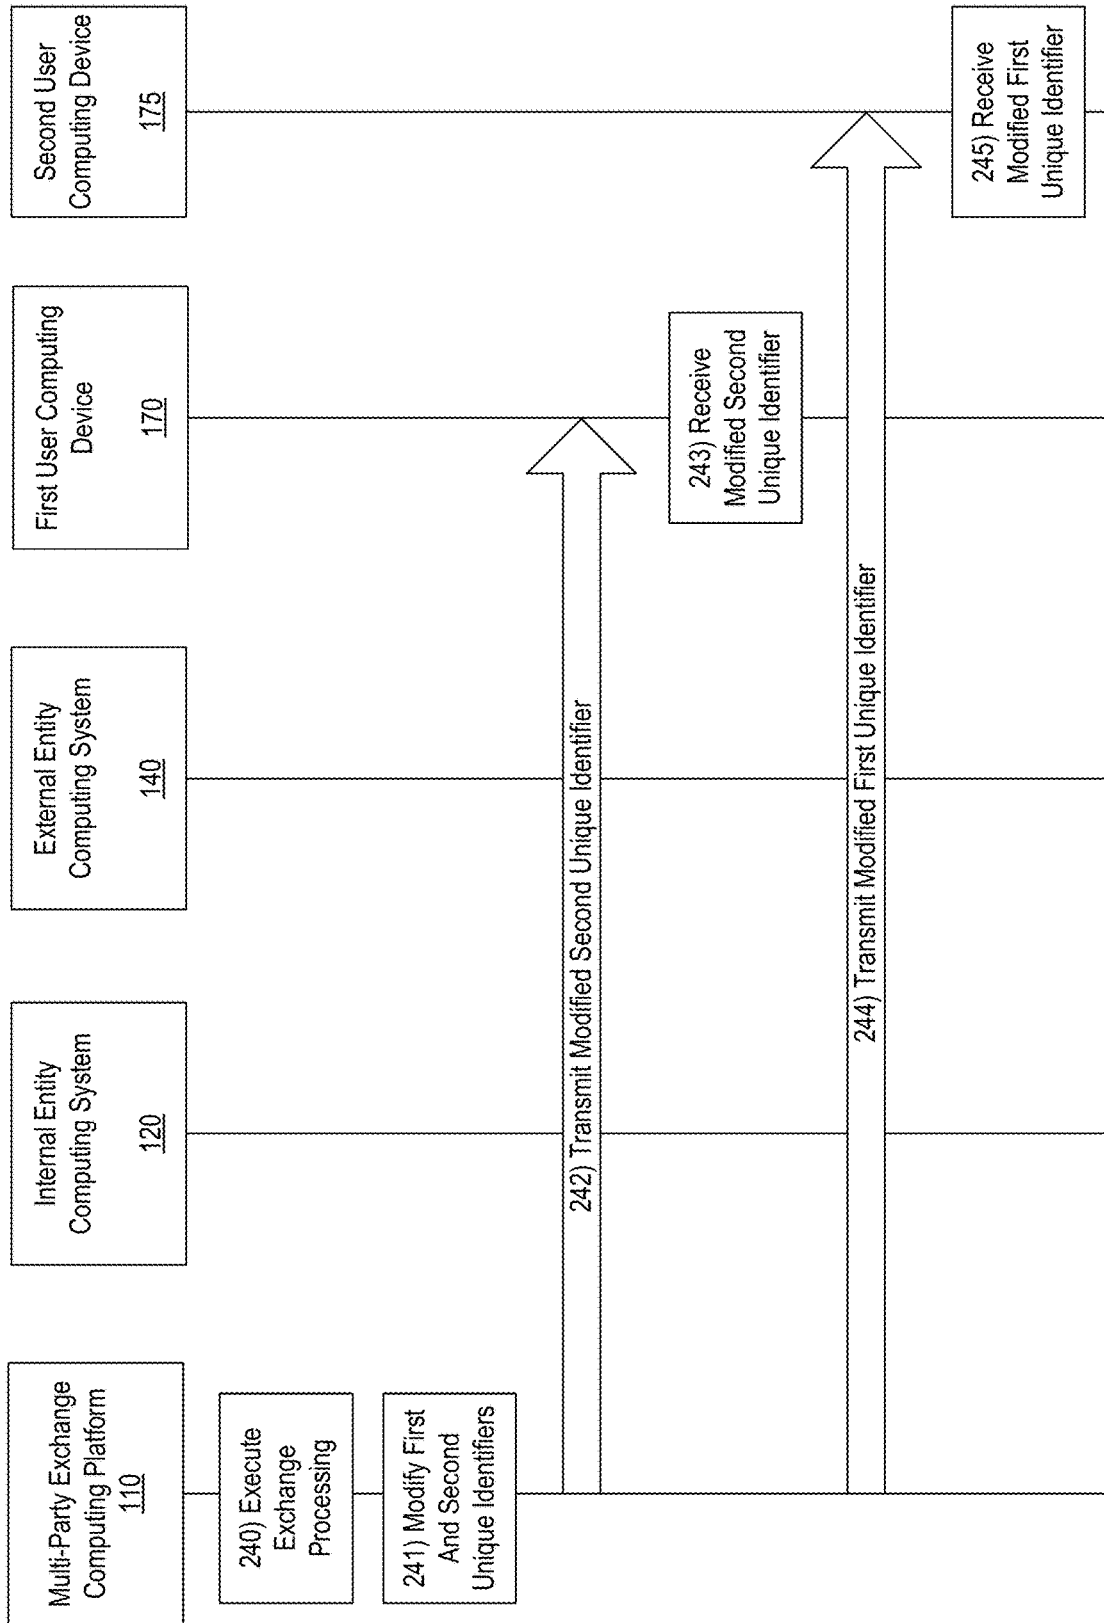 Multi-Party Exchange
Computing Platform
110
Internal Entity
Computing System
120
External Entity
Computing System
140
First User Computing
Device
170
Second User
Computing Device
175
240) Execute
Exchange
Processing
241) Modify First
And Second
Unique Identifiers
242) Transmit Modified Second Unique Identifier
243) Receive
Modified Second
Unique Identifier
244) Transmit Modified First Unique Identifier
245) Receive
Modified First
Unique Identifier